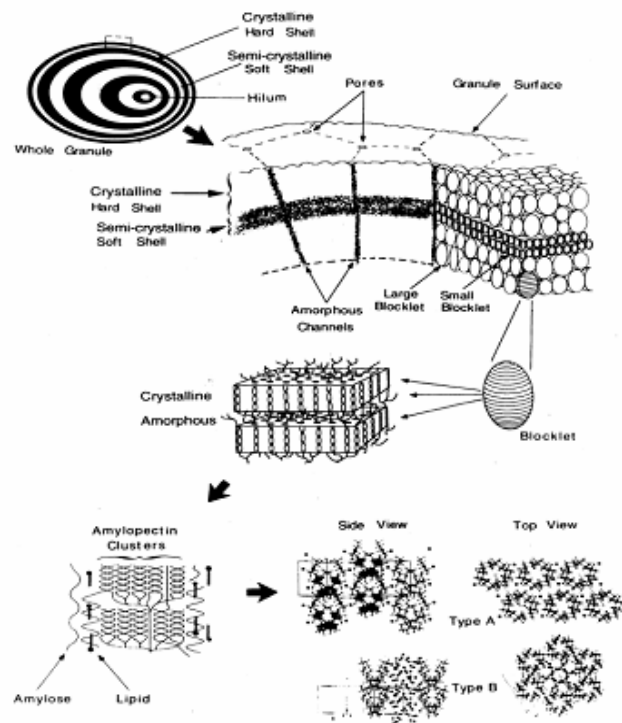 Crystalline
Hard Shell
Semi-crystalline
Soft Shell
Hilum
Whole Granule
Pores
Granule Surface
Crystalline
Hard Shell
Semi-crystalline
Soft Shell
Amorphous
Channels
Large
Blocklet
Small
Blocklet
Crystalline
Amorphous
Blocklet
Amylopectin
Clusters
Side View
Top View
Type A
Type B
Amylose
Lipid